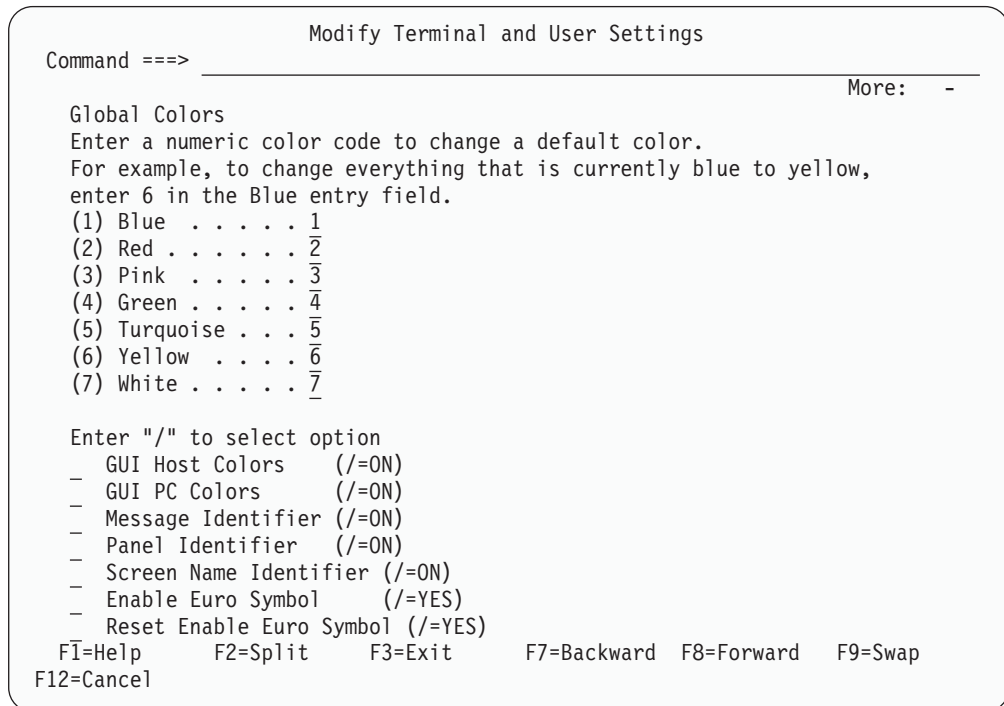 Modify Terminal and User Settings
Command ===> ________________________________________________
More:   -
Global Colors
Enter a numeric color code to change a default color.
For example, to change everything that is currently blue to yellow,
enter 6 in the Blue entry field.
(1) Blue  . . . . . 1
(2) Red . . . . . . 2
(3) Pink  . . . . . 3
(4) Green . . . . . 4
(5) Turquoise . . . 5
(6) Yellow  . . . . 6
(7) White . . . . . 7
Enter "/" to select option
_  GUI Host Colors    (/=ON)
_  GUI PC Colors      (/=ON)
_  Message Identifier (/=ON)
_  Panel Identifier   (/=ON)
_  Screen Name Identifier (/=ON)
_  Enable Euro Symbol     (/=YES)
_  Reset Enable Euro Symbol (/=YES)
F1=Help      F2=Split     F3=Exit      F7=Backward  F8=Forward   F9=Swap
F12=Cancel